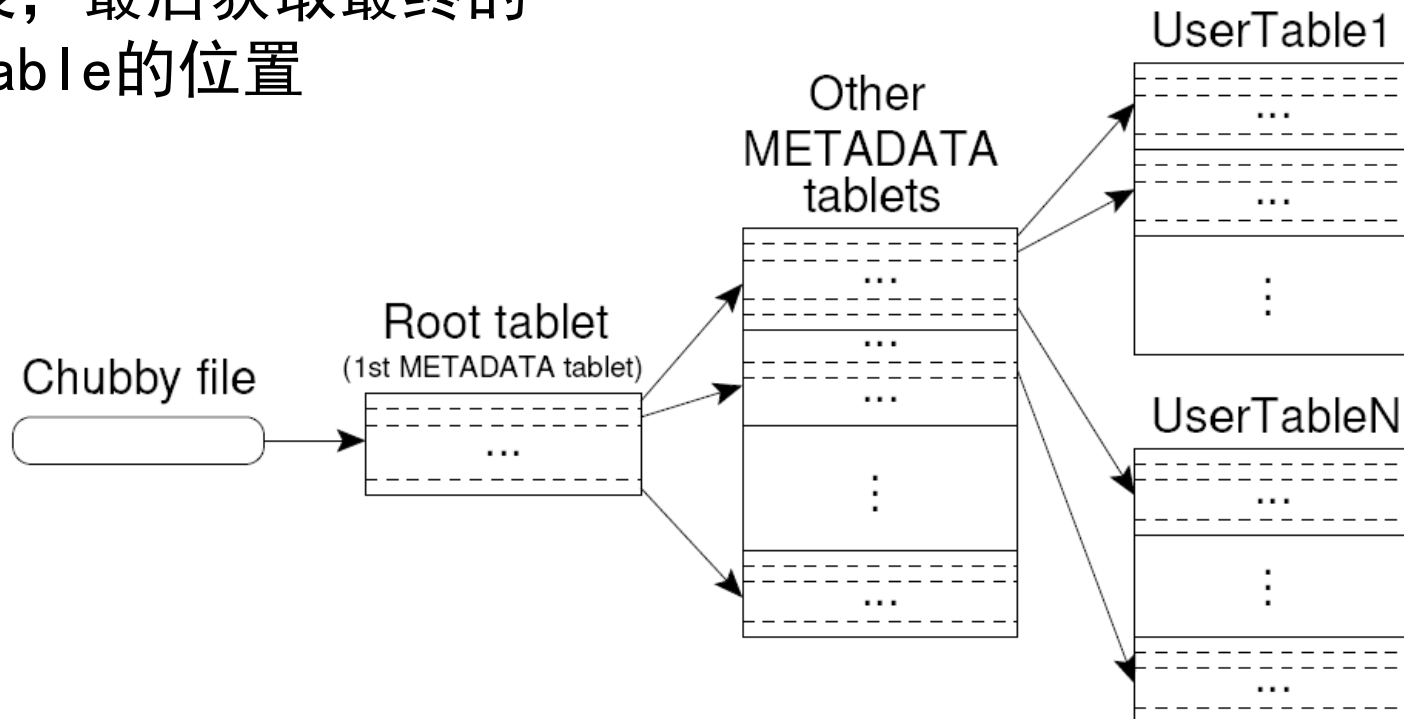 最后获取最终的
able的位置
UserTable1
...
...
⋮
Other
METADATA
tablets
...
...
...
⋮
...
Root tablet
(1st METADATA tablet)
...
Chubby file
UserTableN
...
⋮
...